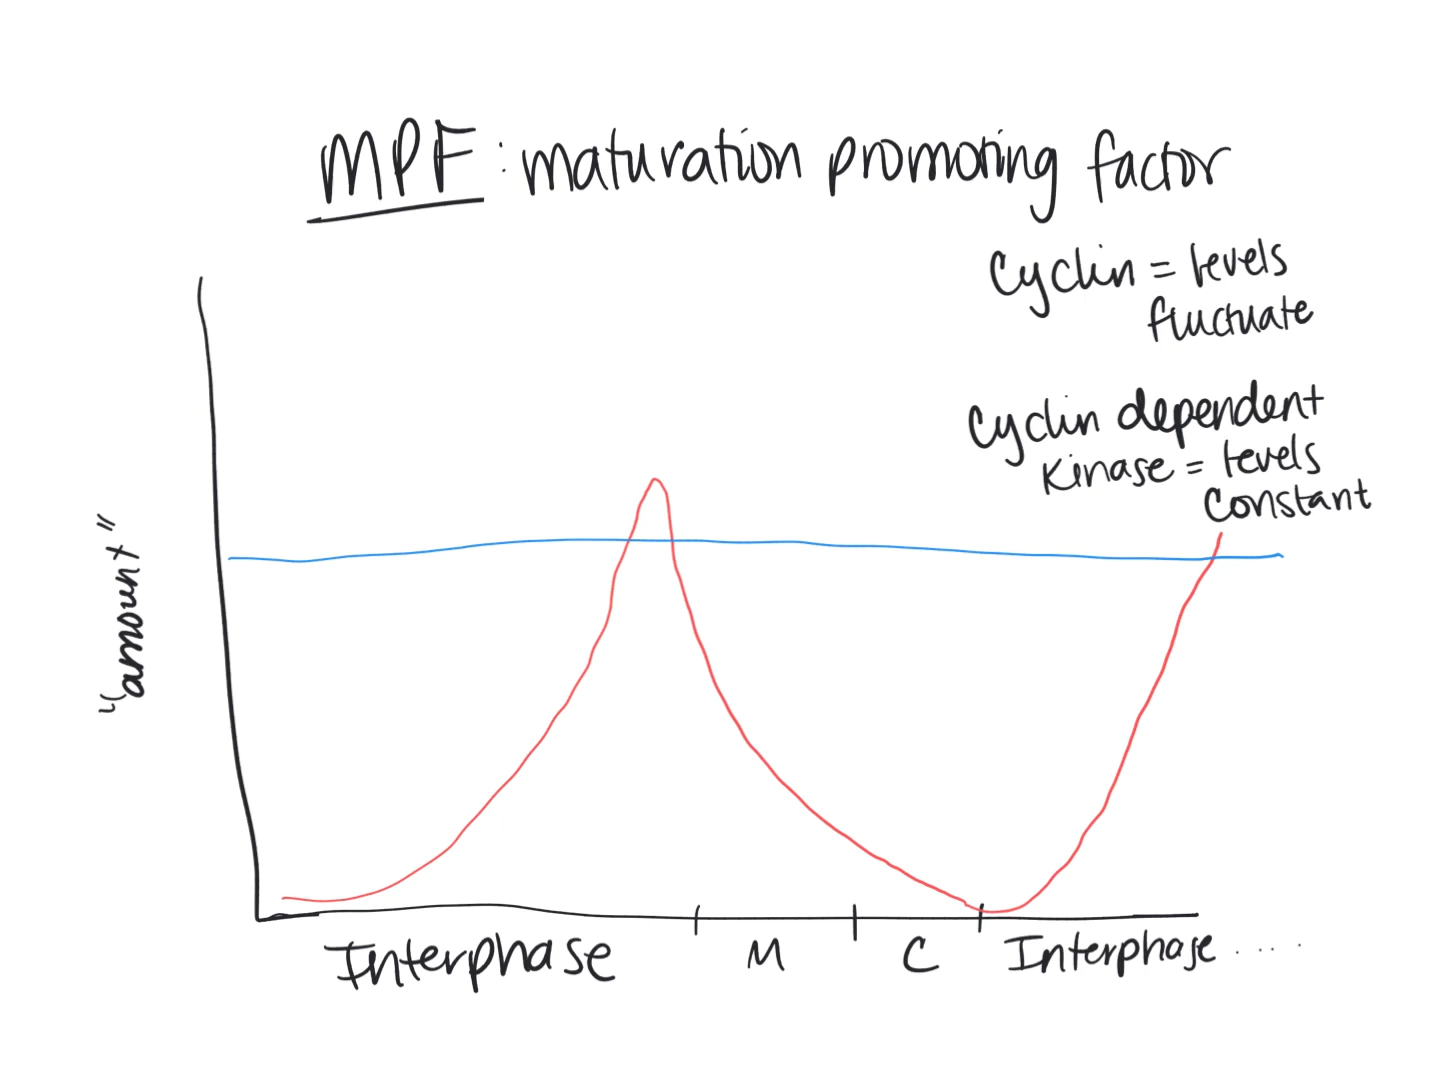 MPF: maturation promoting factor
Cyclin = levels
fluctuate
Cyclin dependent
Kinase = levels
constant
"amount"
Interphase
M
C
Interphase ....